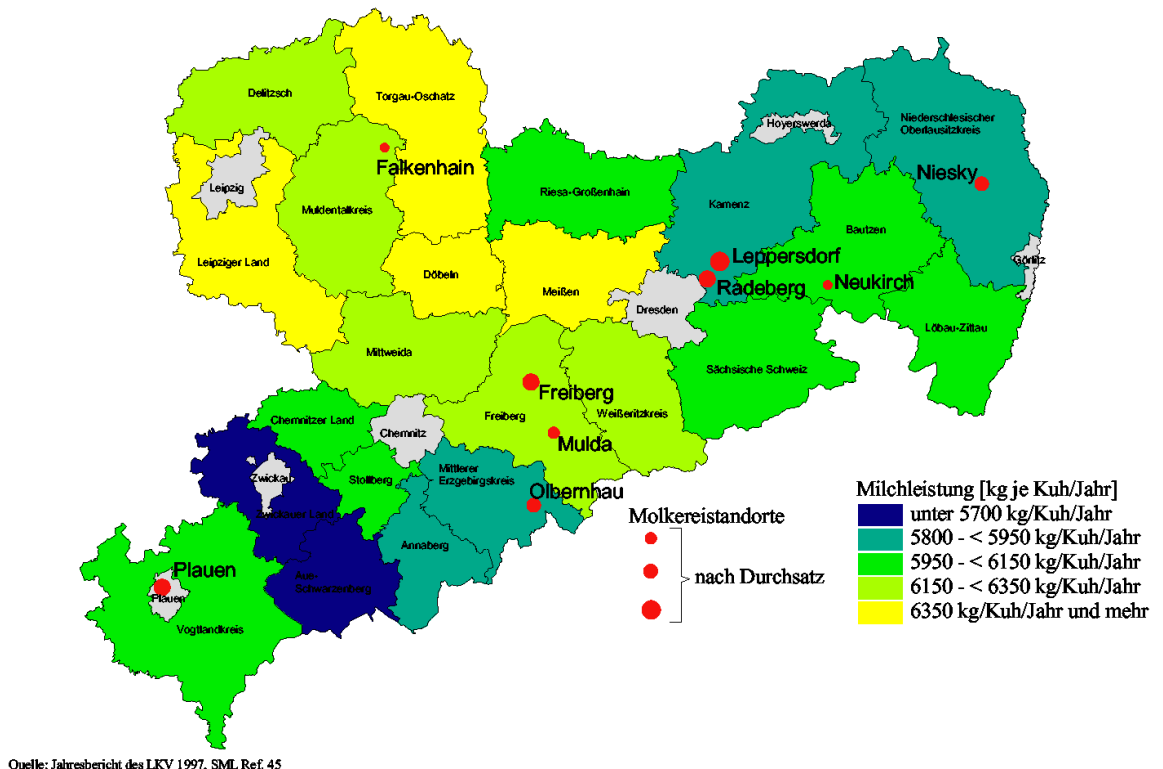 Delitzsch
Torgau-Oschatz
Hoyerswerda
Niederschlesischer
Oberlausitzkreis
Falkenhain
Niesky
Leipzig
Riesa-Großenhain
Muldentalkreis
Kamenz
Bautzen
Leppersdorf
Görlitz
Leipziger Land
Döbeln
Meißen
Radeberg
Neukirch
Dresden
Löbau-Zittau
Mittweida
Sächsische Schweiz
Freiberg
Freiberg
Weißeritzkreis
Chemnitzer Land
Chemnitz
Mulda
Stollberg
Mittlerer
Erzgebirgskreis
Zwickau
Olbernhau
Zwickauer Land
Annaberg
Aue-
Schwarzenberg
Plauen
Plauen
Vogtlandkreis
Molkereistandorte
nach Durchsatz
Milchleistung [kg je Kuh/Jahr]
unter 5700 kg/Kuh/Jahr
5800 - < 5950 kg/Kuh/Jahr
5950 - < 6150 kg/Kuh/Jahr
6150 - < 6350 kg/Kuh/Jahr
6350 kg/Kuh/Jahr und mehr
Quelle: Jahresbericht des LKV 1997, SML Ref. 45